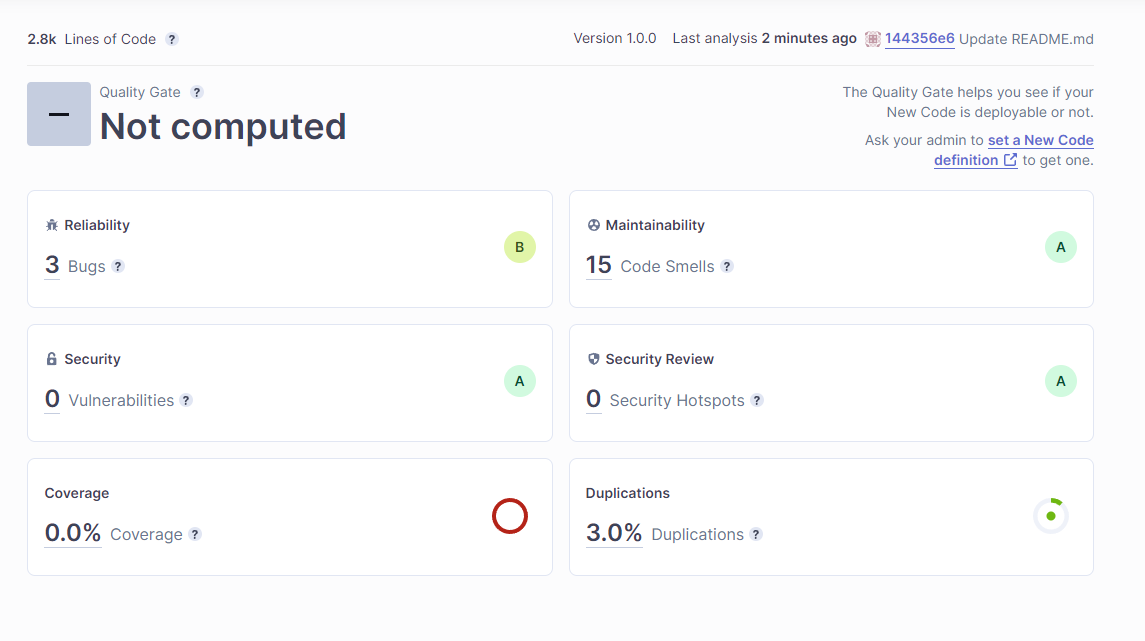 2.8k Lines of Code ?
Version 1.0.0 Last analysis 2 minutes ago 144356e6 Update README.md
Quality Gate ?
Not computed
The Quality Gate helps you see if your
New Code is deployable or not.
Ask your admin to set a New Code
definition to get one.
Reliability
3 Bugs ?
B
Maintainability
15 Code Smells ?
A
Security
0 Vulnerabilities ?
A
Security Review
0 Security Hotspots ?
A
Coverage
0.0% Coverage ?
Duplications
3.0% Duplications ?